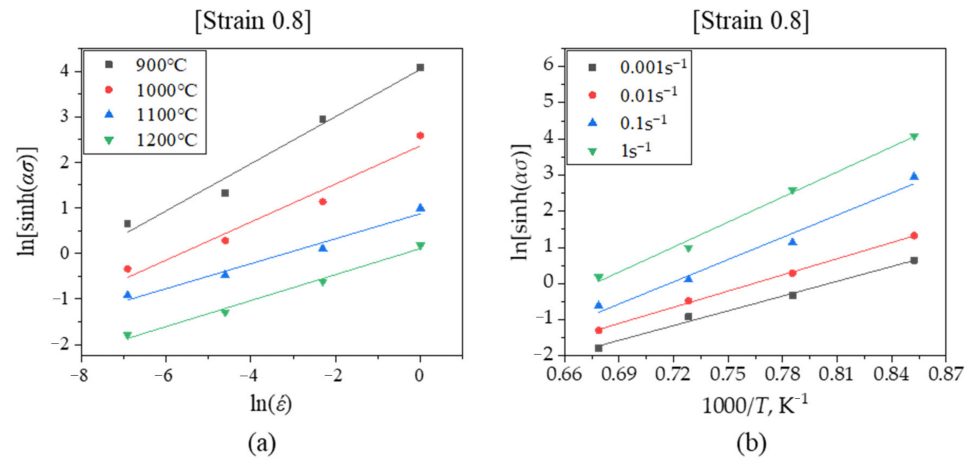 [Strain 0.8]
4
3
2
1
0
−1
−2
−8
−6
−4
−2
0
ln[sinh(ασ)]
ln(ε̇)
900°C
1000°C
1100°C
1200°C
(a)
[Strain 0.8]
6
5
4
3
2
1
0
-1
-2
0.66
0.69
0.72
0.75
0.78
0.81
0.84
0.87
ln[sinh(ασ)]
1000/T, K⁻¹
0.001s⁻¹
0.01s⁻¹
0.1s⁻¹
1s⁻¹
(b)